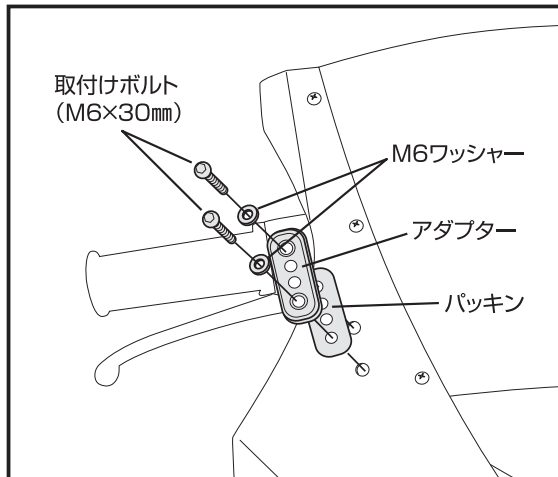 取付けボルト
（M6×30㎜）
M6ワッシャー
アダプター
パッキン